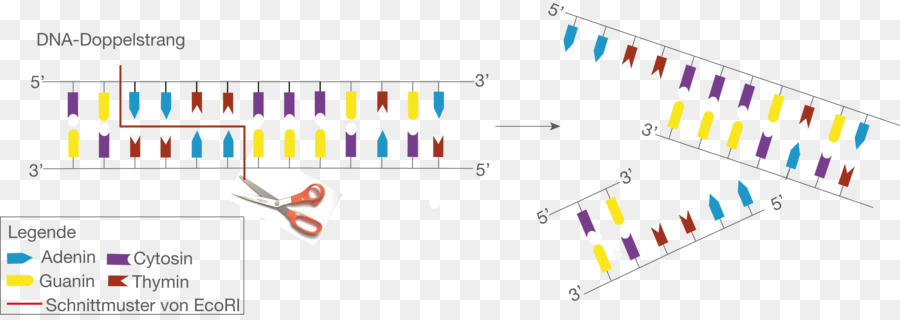 DNA-Doppelstrang
5’ 3’
3’ 5’
5’
3’
5’
5’ 3’
3’
Legende
Adenin Cytosin
Guanin Thymin
Schnittmuster von EcoRI